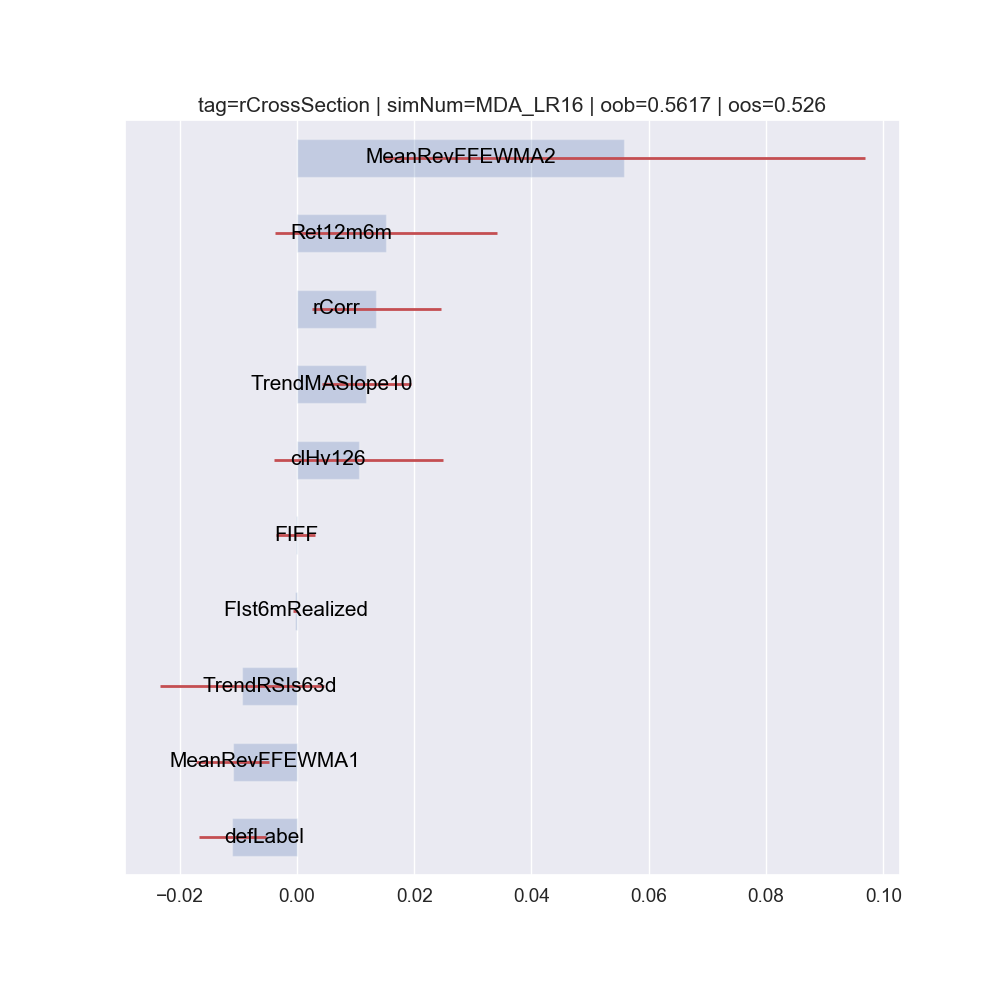 tag=rCrossSection | simNum=MDA_LR16 | oob=0.5617 | oos=0.526
MeanRevFFEWMA2
Ret12m6m
rCorr
TrendMASlope10
clHv126
FIFF
FIst6mRealized
TrendRSIs63d
MeanRevFFEWMA1
defLabel
−0.02 0.00 0.02 0.04 0.06 0.08 0.10